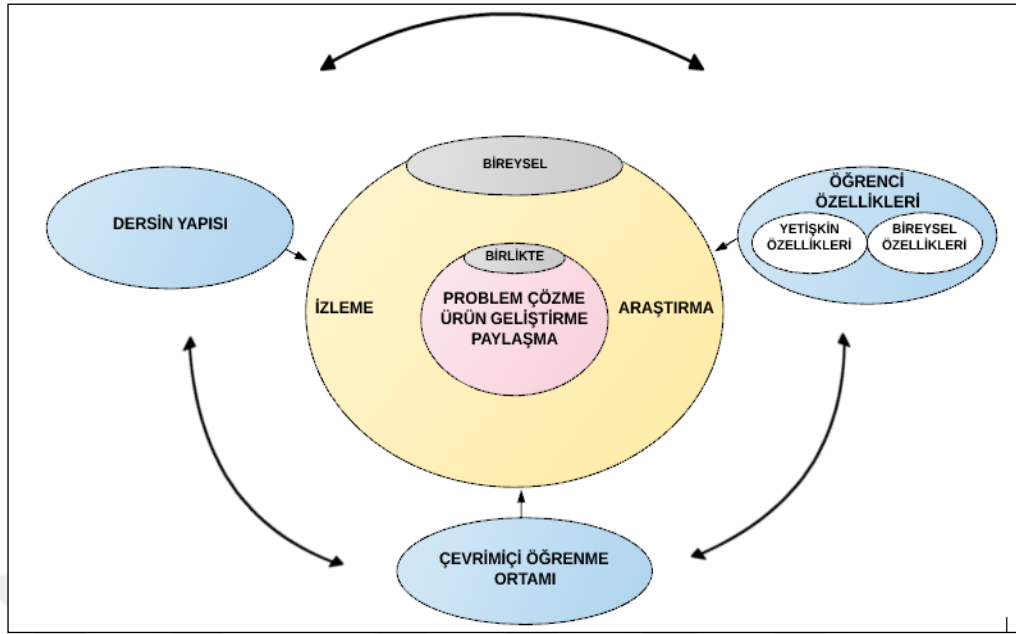 BİREYSEL
DERSİN YAPISI
ÖĞRENCİ
ÖZELLİKLERİ
YETİŞKİN
ÖZELLİKLERİ
BİREYSEL
ÖZELLİKLERİ
BİRLİKTE
İZLEME
PROBLEM ÇÖZME
ÜRÜN GELİŞTİRME
PAYLAŞMA
ARAŞTIRMA
ÇEVRİMİÇİ ÖĞRENME
ORTAMI